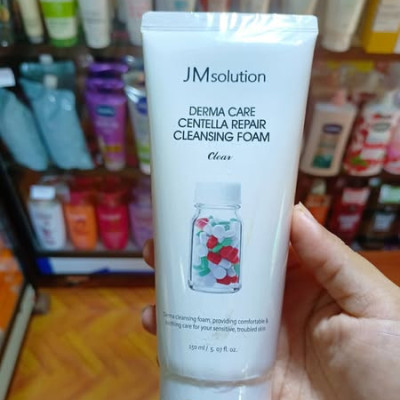 JMsolution
DERMA CARE
CENTELLA REPAIR
CLEANSING FOAM
Clear
Derma cleansing foam, providing comfortable &
soothing care for your sensitive, troubled skin
150 ml / 5.07 fl. oz.